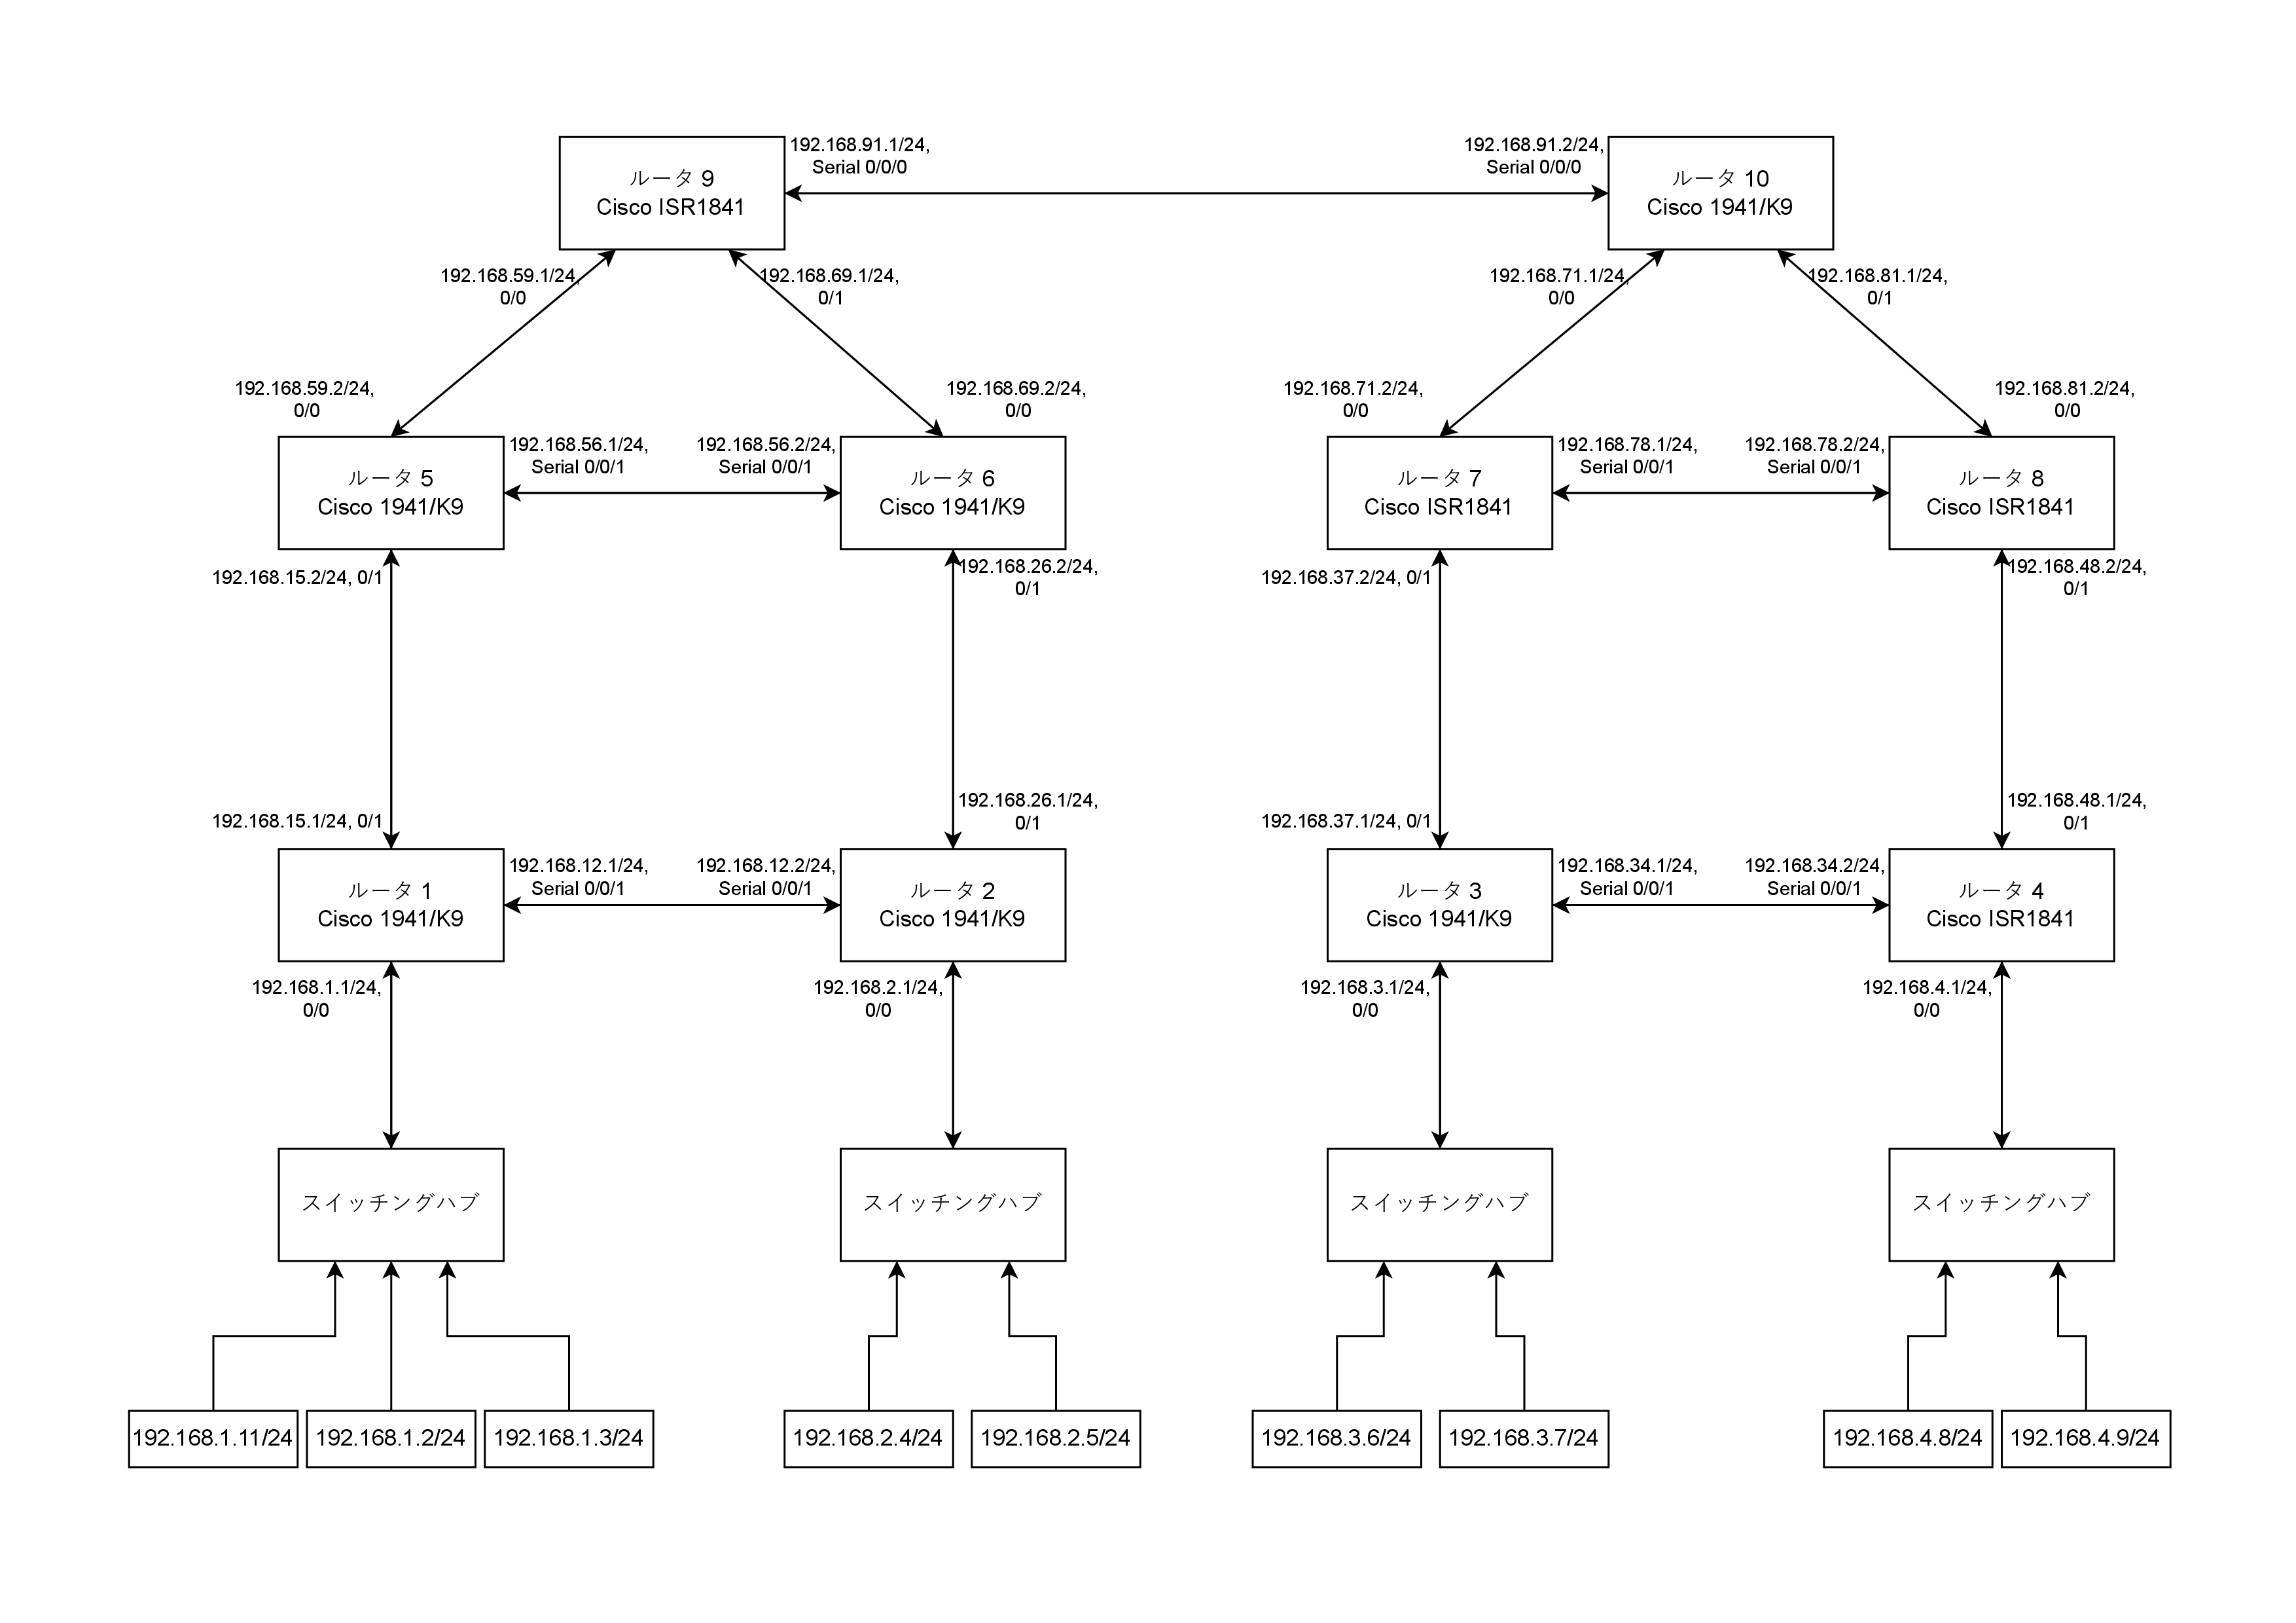 192.168.91.1/24,
Serial 0/0/0
192.168.91.2/24,
Serial 0/0/0
ルータ 9
Cisco ISR1841
ルータ 10
Cisco 1941/K9
192.168.59.1/24,
0/0
192.168.69.1/24,
0/1
192.168.71.1/24,
0/0
192.168.81.1/24,
0/1
192.168.59.2/24,
0/0
192.168.69.2/24,
0/0
192.168.71.2/24,
0/0
192.168.81.2/24,
0/0
ルータ 5
Cisco 1941/K9
192.168.56.1/24,
Serial 0/0/1
192.168.56.2/24,
Serial 0/0/1
ルータ 6
Cisco 1941/K9
ルータ 7
Cisco ISR1841
192.168.78.1/24,
Serial 0/0/1
192.168.78.2/24,
Serial 0/0/1
ルータ 8
Cisco ISR1841
192.168.15.2/24, 0/1
192.168.26.2/24,
0/1
192.168.37.2/24, 0/1
192.168.48.2/24,
0/1
192.168.15.1/24, 0/1
192.168.26.1/24,
0/1
192.168.37.1/24, 0/1
192.168.48.1/24,
0/1
ルータ 1
Cisco 1941/K9
192.168.12.1/24,
Serial 0/0/1
192.168.12.2/24,
Serial 0/0/1
ルータ 2
Cisco 1941/K9
ルータ 3
Cisco 1941/K9
192.168.34.1/24,
Serial 0/0/1
192.168.34.2/24,
Serial 0/0/1
ルータ 4
Cisco ISR1841
192.168.1.1/24,
0/0
192.168.2.1/24,
0/0
192.168.3.1/24,
0/0
192.168.4.1/24,
0/0
スイッチングハブ
スイッチングハブ
スイッチングハブ
スイッチングハブ
192.168.1.11/24
192.168.1.2/24
192.168.1.3/24
192.168.2.4/24
192.168.2.5/24
192.168.3.6/24
192.168.3.7/24
192.168.4.8/24
192.168.4.9/24